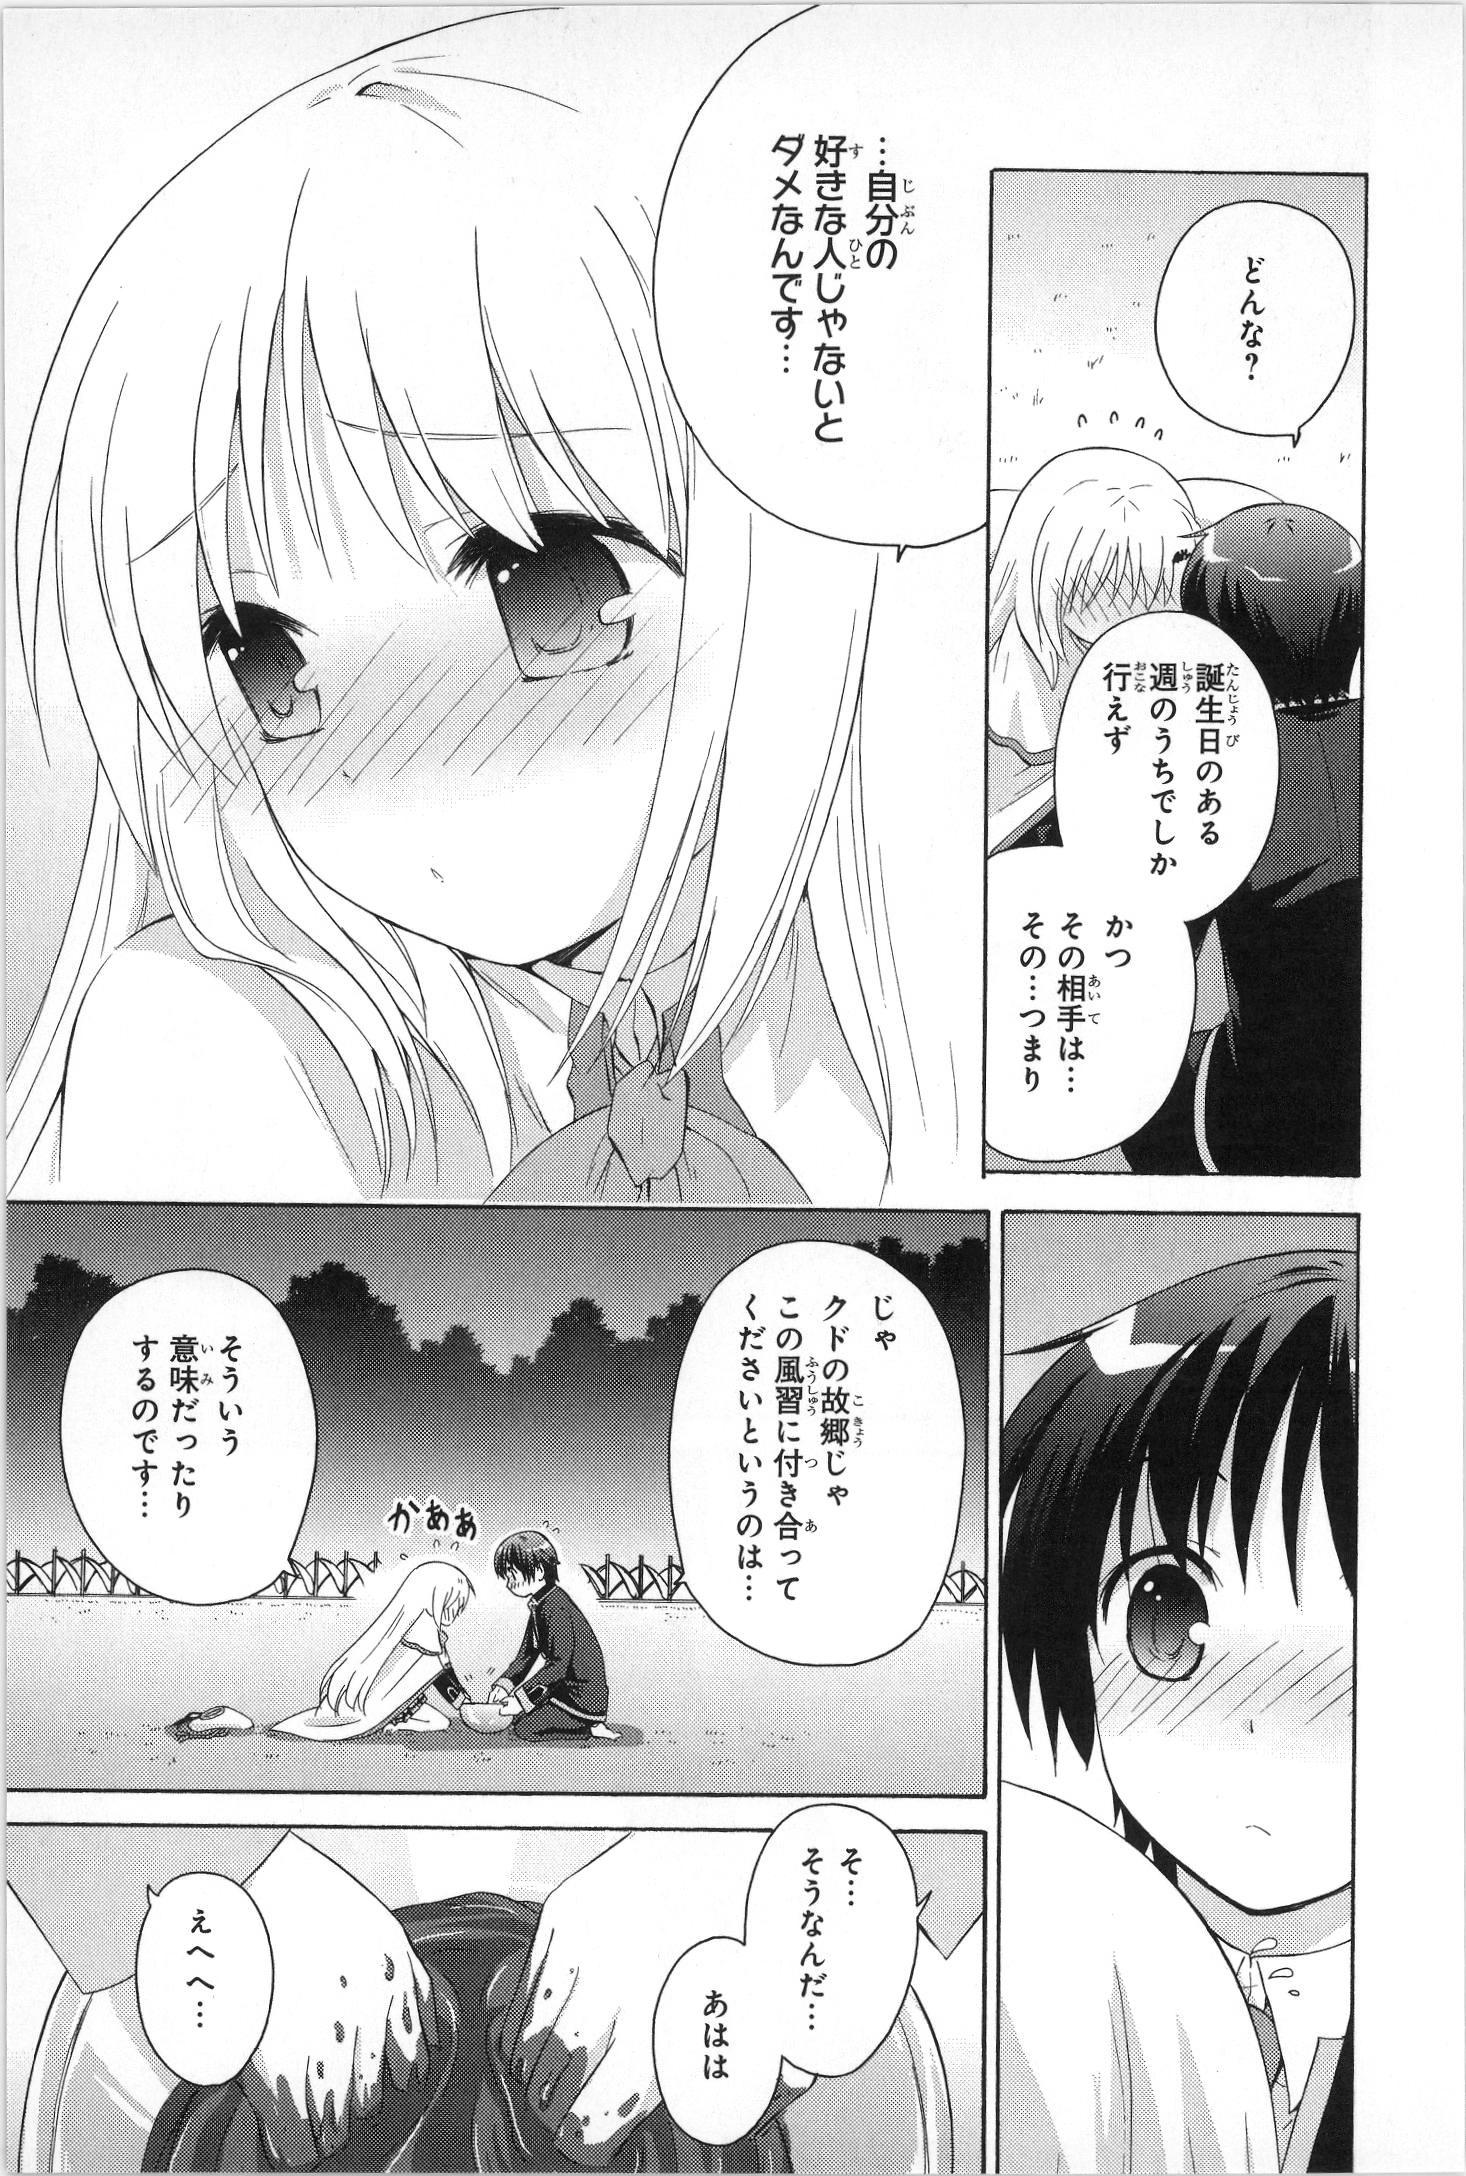 どんな?
誕生日のある
週のうちでしか
行えず
かつ
その相手は…
その…つまり
…自分の
好きな人じゃないと
ダメなんです…
じゃ
クドの故郷じゃ
この風習に付き合って
くださいというのは…
かああ
そういう
意味だったり
するのです…
そ…
そうなんだ…
あはは
えへへ…